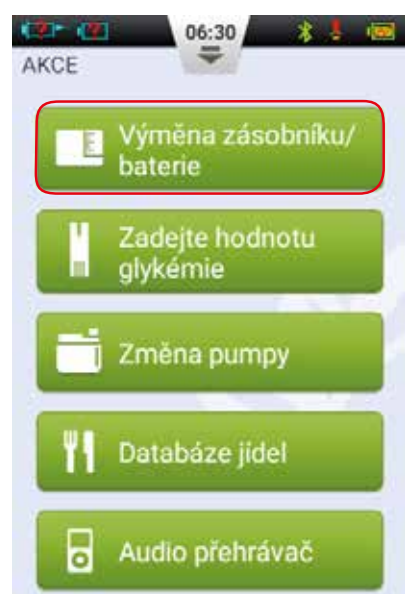 06:30
AKCE
Výměna zásobníku/
baterie
Zadejte hodnotu
glykémie
Změna pumpy
Databáze jídel
Audio přehrávač